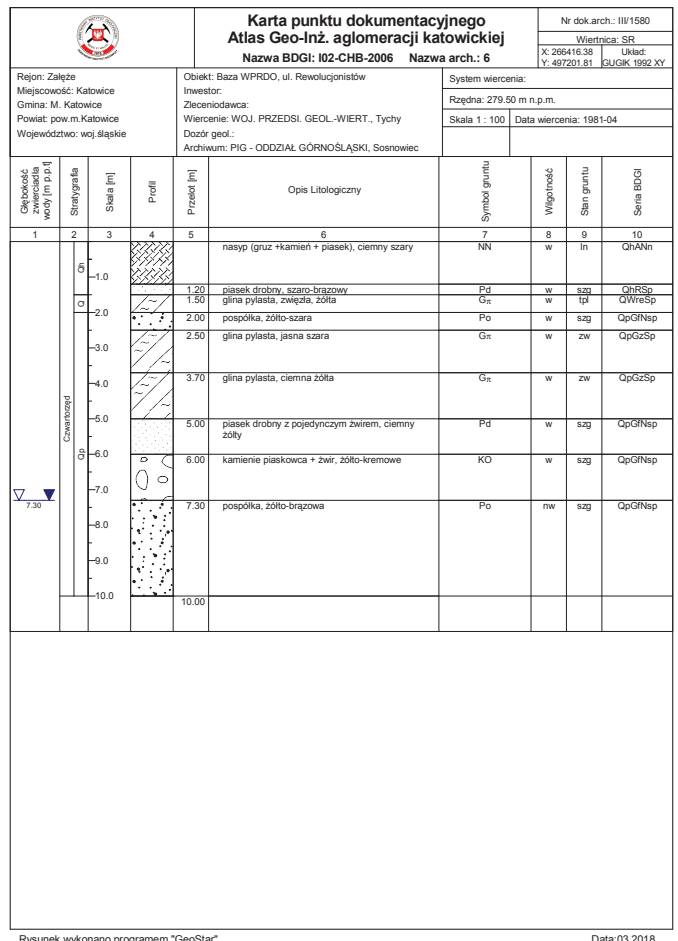 Karta punktu dokumentacyjnego
Atlas Geo-Inż. aglomeracji katowickiej
Nazwa BDGI: I02-CHB-2006 Nazwa arch.: 6
Nr dok.arch.: III/1580
Wiertnica: SR
X: 266416.38
Y: 497201.81
Układ:
GUGIK 1992 XY
Rejon: Załęże
Miejscowość: Katowice
Gmina: M. Katowice
Powiat: pow.m.Katowice
Województwo: woj.śląskie
Obiekt: Baza WPRDO, ul. Rewolucjonistów
Inwestor:
Zleceniodawca:
Wiercenie: WOJ. PRZEDSI. GEOL.-WIERT., Tychy
Dozór geol.:
Archiwum: PIG - ODDZIAŁ GÓRNOŚLĄSKI, Sosnowiec
System wiercenia:
Rzędna: 279.50 m n.p.m.
Skala 1 : 100 Data wiercenia: 1981-04
Głębokość
zwierciadła
wody [m p.p.t]
Stratygrafia
Skala [m]
Profil
Przelot [m]
Opis Litologiczny
Symbol gruntu
Wilgotność
Stan gruntu
Seria BDGI
1 2 3 4 5 6 7 8 9 10
nasyp (gruz +kamień + piasek), ciemny szary NN w ln QhANn
1.20 piasek drobny, szaro-brązowy Pd w szg QhRSp
1.50 glina pylasta, zwięzła, żółta Gπ w tpl QWreSp
2.00 pospółka, żółto-szara Po w szg QpGfNsp
2.50 glina pylasta, jasna szara Gπ w zw QpGzSp
3.70 glina pylasta, ciemna żółta Gπ w zw QpGzSp
5.00 piasek drobny z pojedynczym żwirem, ciemny
żółty
Pd w szg QpGfNsp
6.00 kamienie piaskowca + żwir, żółto-kremowe KO w szg QpGfNsp
7.30 pospółka, żółto-brązowa Po nw szg QpGfNsp
10.00
7.30
Czwartorzęd
Qh
Q
Qp
1.0
2.0
3.0
4.0
5.0
6.0
7.0
8.0
9.0
10.0
Rysunek wykonano programem "GeoStar"
Data:03.2018